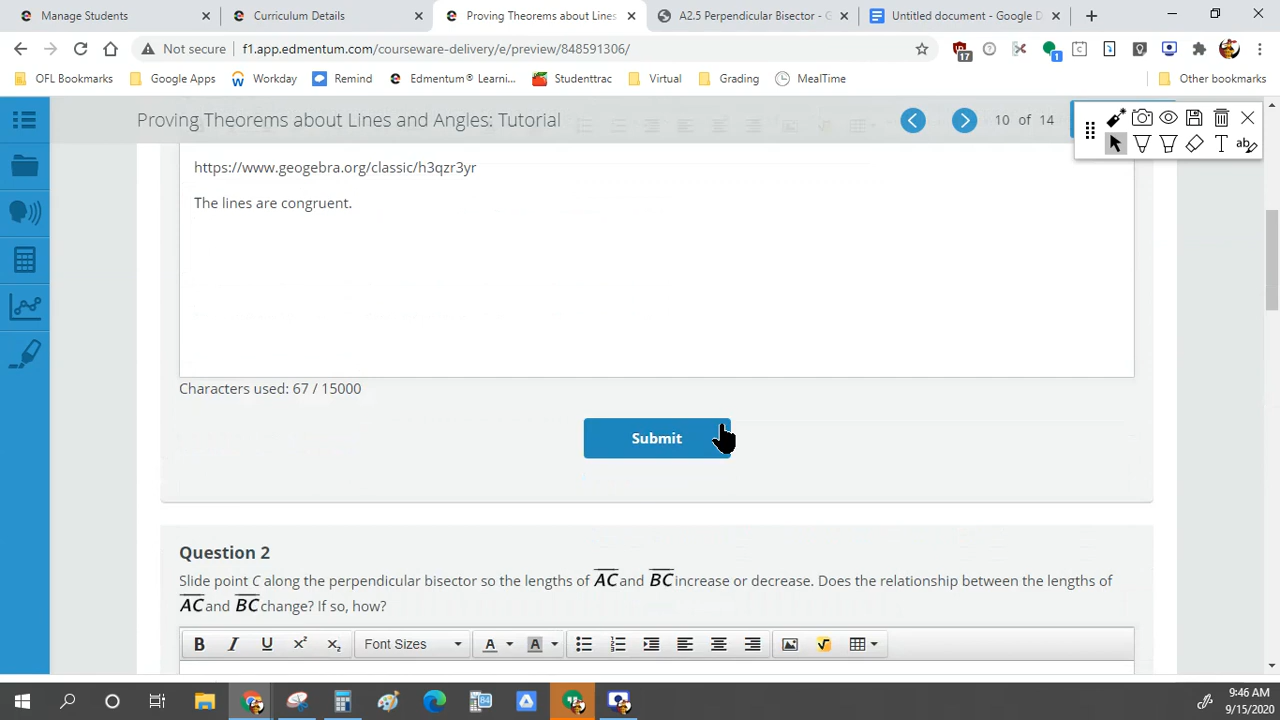 Manage Students
Curriculum Details
Proving Theorems about Lines
A2.5 Perpendicular Bisector - G
Untitled document - Google D
Not secure
f1.app.edmentum.com/courseware-delivery/e/preview/848591306/
17
1
OFL Bookmarks
Google Apps
Workday
Remind
Edmentum® Learni...
Studenttrac
Virtual
Grading
MealTime
Other bookmarks
Proving Theorems about Lines and Angles: Tutorial
10 of 14
https://www.geogebra.org/classic/h3qzr3yr
The lines are congruent.
Characters used: 67 / 15000
Submit
Question 2
Slide point C along the perpendicular bisector so the lengths of AC and BC increase or decrease. Does the relationship between the lengths of
AC and BC change? If so, how?
Font Sizes
9:46 AM
9/15/2020